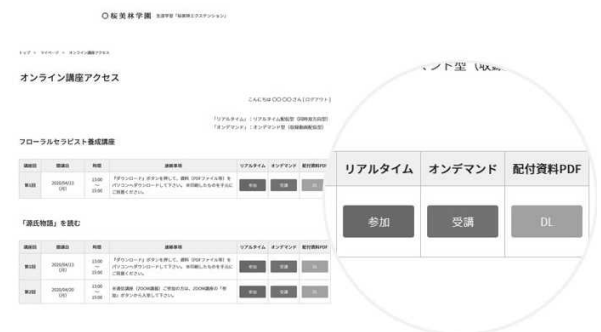 桜美林学園
トップ > マイページ > オンライン講座アクセス
オンライン講座アクセス
こんにちは 〇〇 〇〇 さん [ログアウト]
「リアルタイム」：リアルタイム配信型（同時双方向型）
「オンデマンド」：オンデマンド型（収録動画配信型）
フローラルセラピスト養成講座
講座回 開講日 時間 連絡事項 リアルタイム オンデマンド 配付資料PDF
第1回 2020/04/13 (月) 13:00 ～ 15:00
「ダウンロード」ボタンを押して、資料（PDFファイル等）を
パソコンへダウンロードして下さい。
参加 受講 DL
「源氏物語」を読む
講座回 開講日 時間 連絡事項 リアルタイム オンデマンド 配付資料PDF
第1回 2020/04/13 (月) 13:00 ～ 15:00
「ダウンロード」ボタンを押して、資料（PDFファイル等）を
パソコンへダウンロードして下さい。
参加 受講 DL
第2回 2020/04/20 (月) 13:00 ～ 15:00
参加 受講 DL
リアルタイム オンデマンド 配付資料PDF
参加 受講 DL